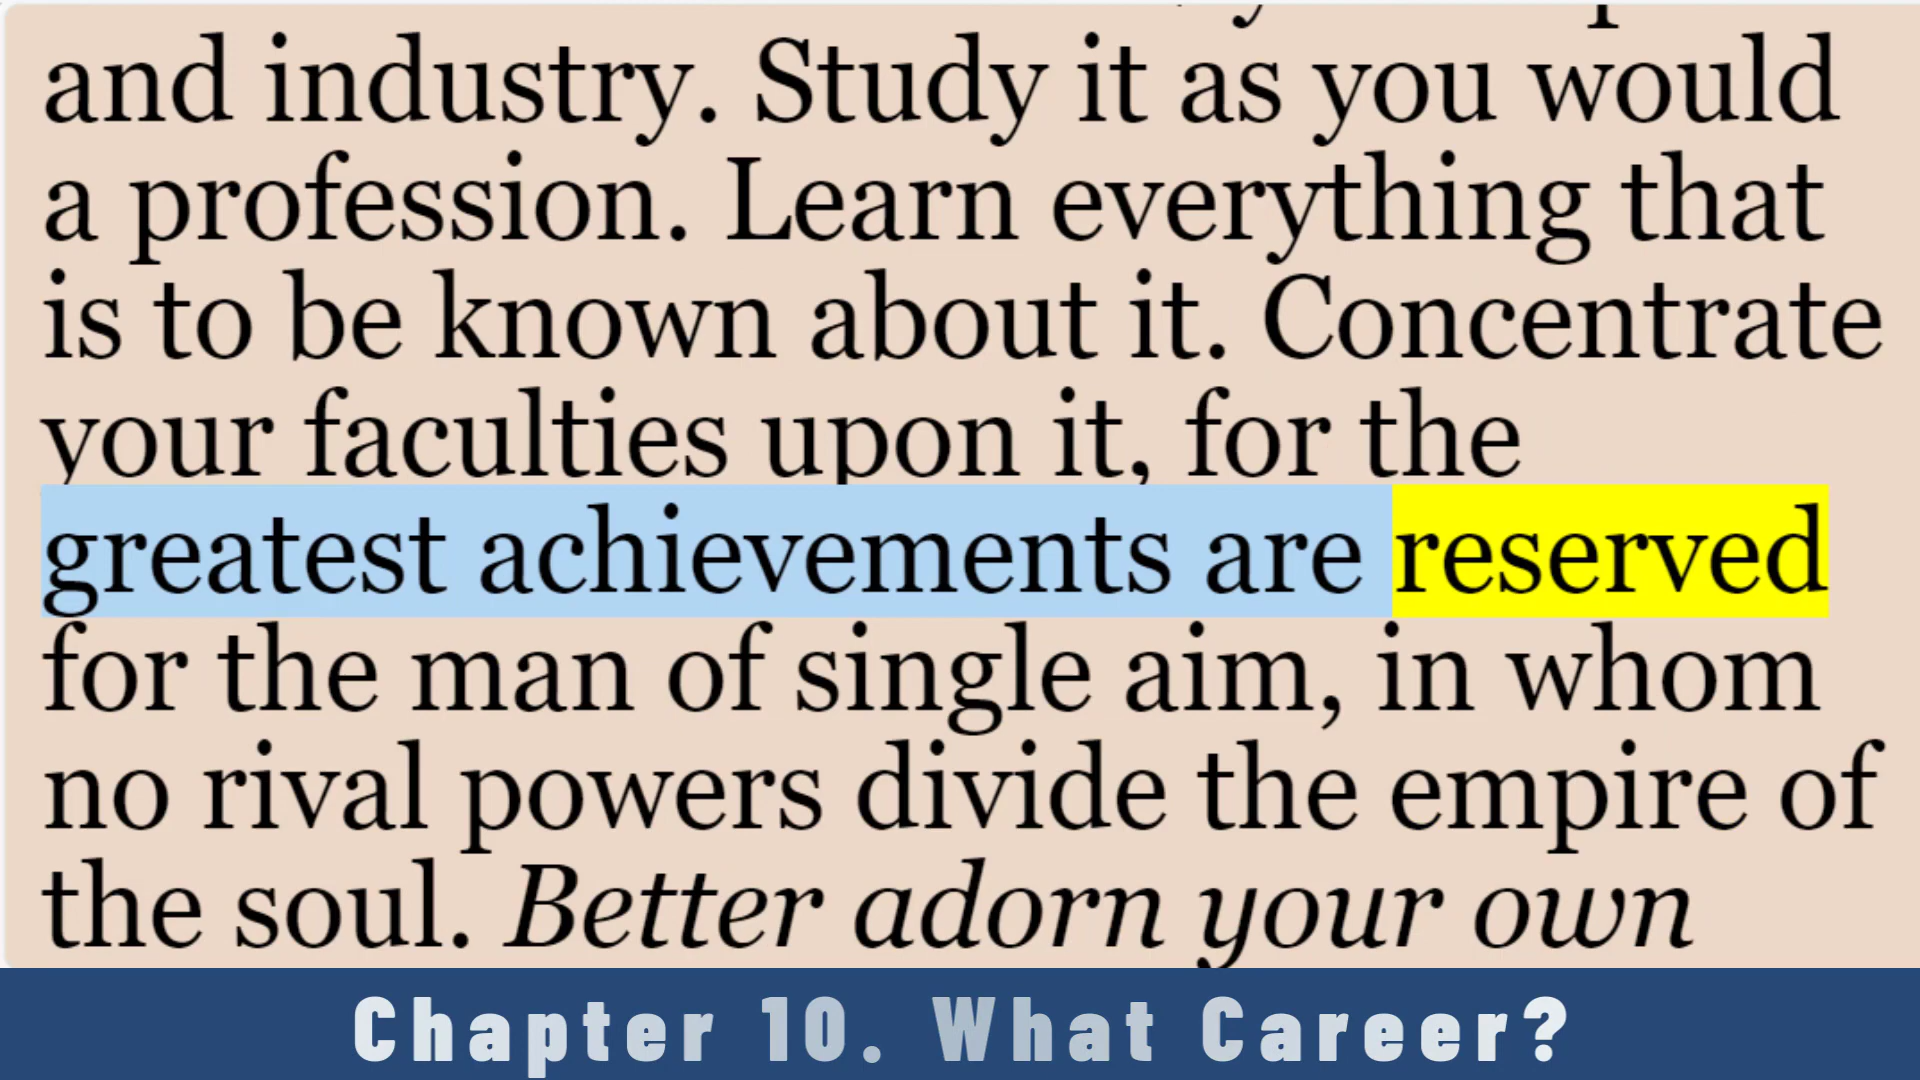 and industry. Study it as you would
a profession. Learn everything that
is to be known about it. Concentrate
your faculties upon it, for the
greatest achievements are reserved
for the man of single aim, in whom
no rival powers divide the empire of
the soul. Better adorn your own
Chapter 10. What Career?